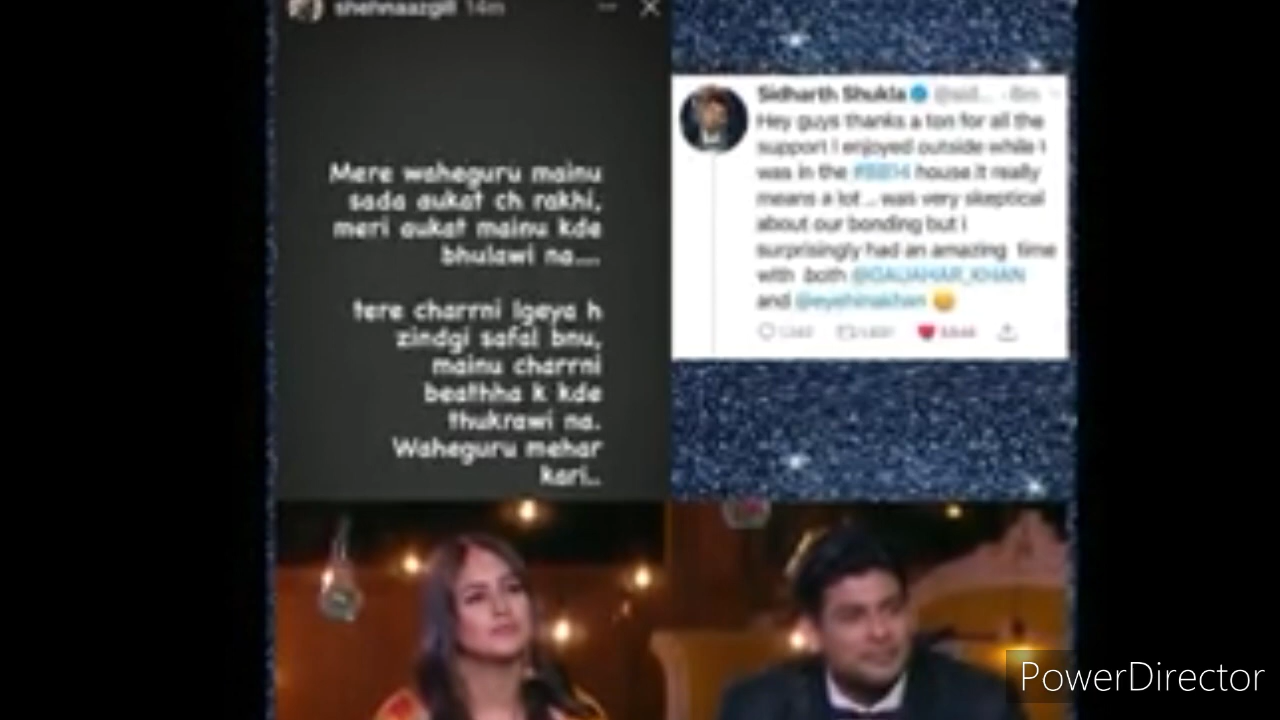 shehnaazgill 14m
Mere waheguru mainu
sada aukat ch rakhi,
meri aukat mainu kde
bhulawi na....
tere charrni lgeya h
zindgi safal bnu,
mainu charrni
beathha k kde
thukrawi na.
Waheguru mehar
kari..
Sidharth Shukla @sid...
Hey guys thanks a ton for all the
support I enjoyed outside while I
was in the #BB14 house.it really
means a lot ... was very skeptical
about our bonding but i
surprisingly had an amazing time
with both @GAUAHAR_KHAN
and @eyehinakhan
PowerDirector